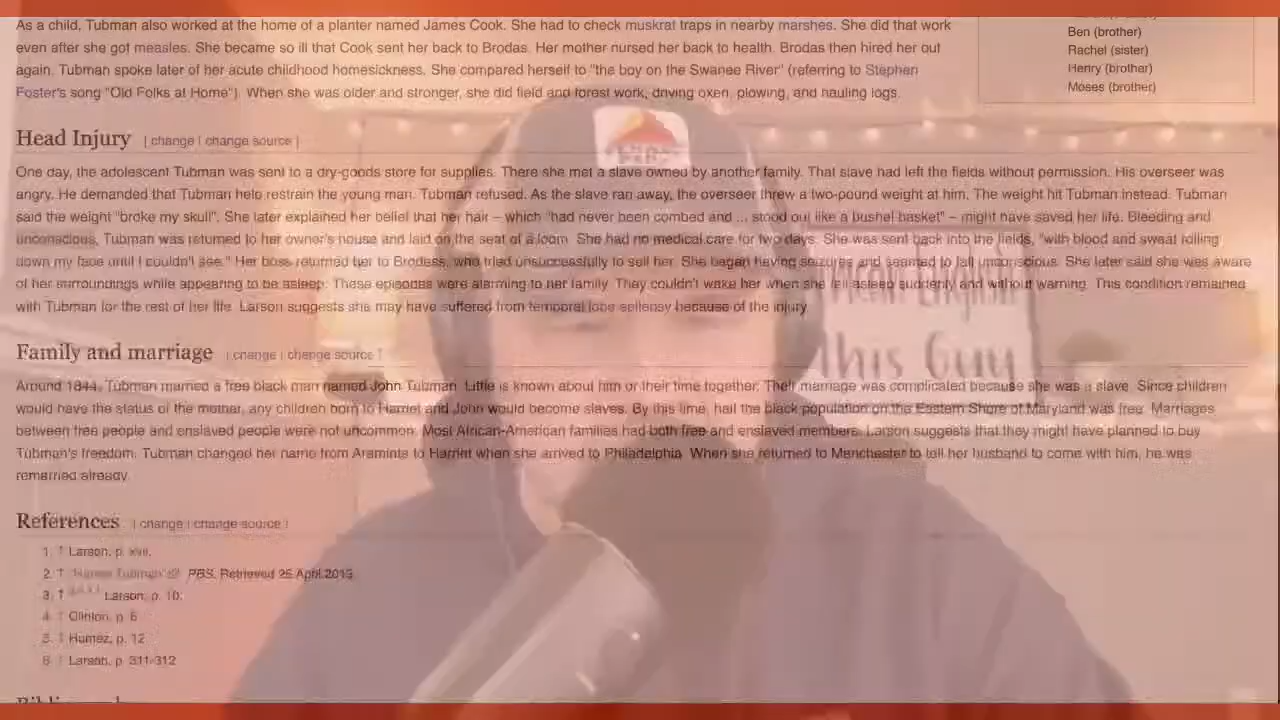 As a child, Tubman also worked at the home of a planter named James Cook. She had to check muskrat traps in nearby marshes. She did that work
even after she got measles. She became so ill that Cook sent her back to Brodas. Her mother nursed her back to health. Brodas then hired her out
again. Tubman spoke later of her acute childhood homesickness. She compared herself to "the boy on the Swanee River" (referring to Stephen
Foster's song "Old Folks at Home"). When she was older and stronger, she did field and forest work, driving oxen, plowing, and hauling logs.
Ben (brother)
Rachel (sister)
Henry (brother)
Moses (brother)
Head Injury [ change | change source ]
One day, the adolescent Tubman was sent to a dry-goods store for supplies. There she met a slave owned by another family. That slave had left the fields without permission. His overseer was
angry. He demanded that Tubman help restrain the young man. Tubman refused. As the slave ran away, the overseer threw a two-pound weight at him. The weight hit Tubman instead. Tubman
said the weight "broke my skull". She later explained her belief that her hair – which "had never been combed and ... stood out like a bushel basket" – might have saved her life. Bleeding and
unconscious, Tubman was returned to her owner's house and laid on the seat of a loom. She had no medical care for two days. She was sent back into the fields, "with blood and sweat rolling
down my face until I couldn't see." Her boss returned her to Brodess, who tried unsuccessfully to sell her. She began having seizures and seemed to fall unconscious. She later said she was aware
of her surroundings while appearing to be asleep. These episodes were alarming to her family. They couldn't wake her when she fell asleep suddenly and without warning. This condition remained
with Tubman for the rest of her life. Larson suggests she may have suffered from temporal lobe epilepsy because of the injury.
Family and marriage [ change | change source ]
Around 1844, Tubman married a free black man named John Tubman. Little is known about him or their time together. Their marriage was complicated because she was a slave. Since children
would have the status of the mother, any children born to Harriet and John would become slaves. By this time, half the black population on the Eastern Shore of Maryland was free. Marriages
between free people and enslaved people were not uncommon. Most African-American families had both free and enslaved members. Larson suggests that they might have planned to buy
Tubman's freedom. Tubman changed her name from Araminta to Harriet when she arrived to Philadelphia. When she returned to Manchester to tell her husband to come with him, he was
remarried already.
References [ change | change source ]
1. ↑ Larson, p. xvii.
2. ↑ "Harriet Tubman" PBS. Retrieved 25 April 2013.
3. ↑ Larson, p. 10.
4. ↑ Clinton, p. 6
5. ↑ Humez, p. 12
6. ↑ Larson, p. 311-312
English
this Guy